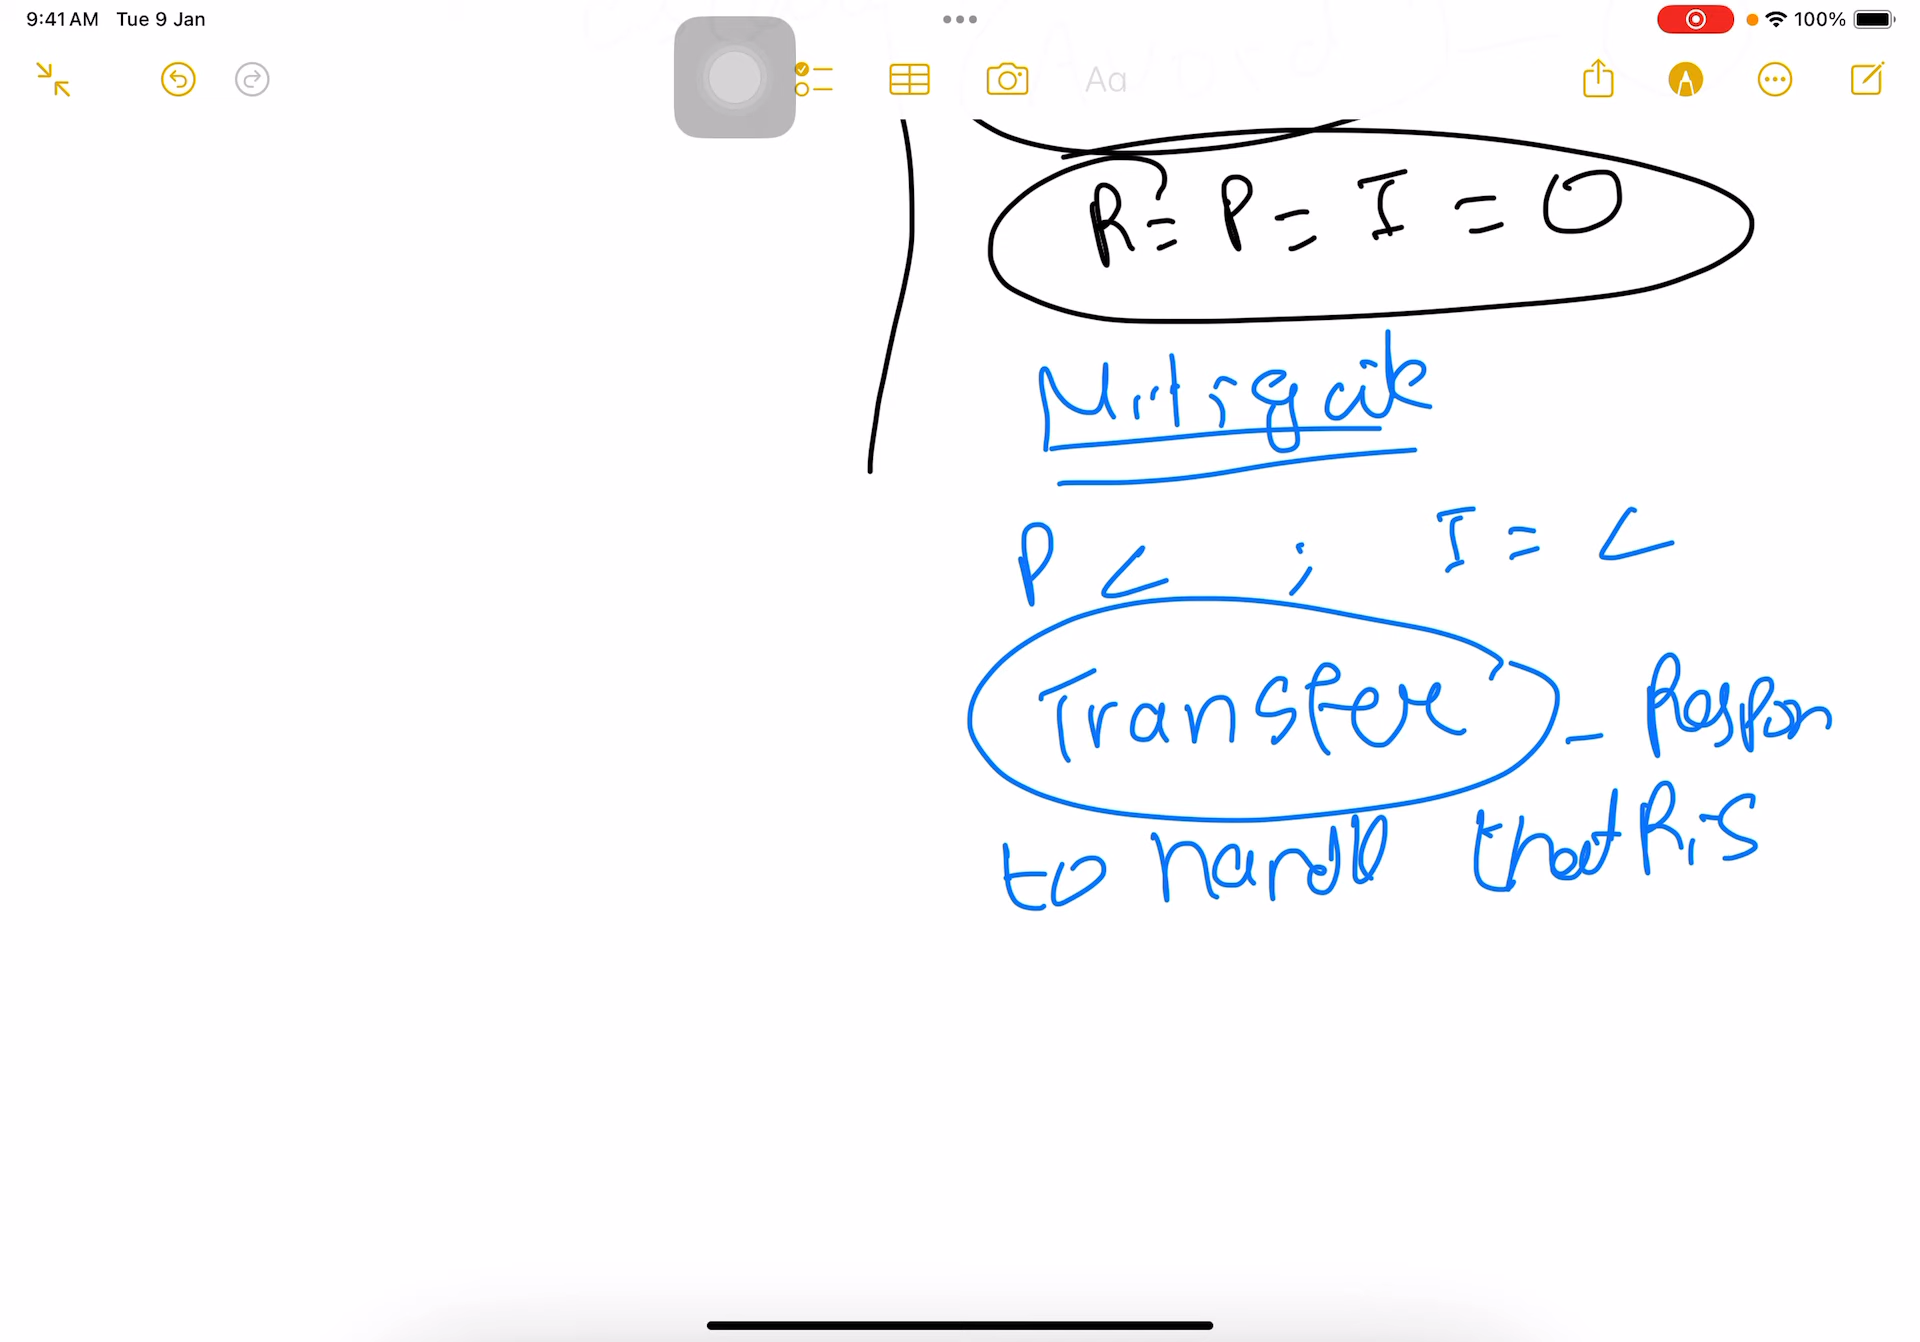 9:41 AM Tue 9 Jan
100%
Aa
R = P = I = 0
Mitigate
P < ; I = <
Transfer - Respon
to handle that Ris